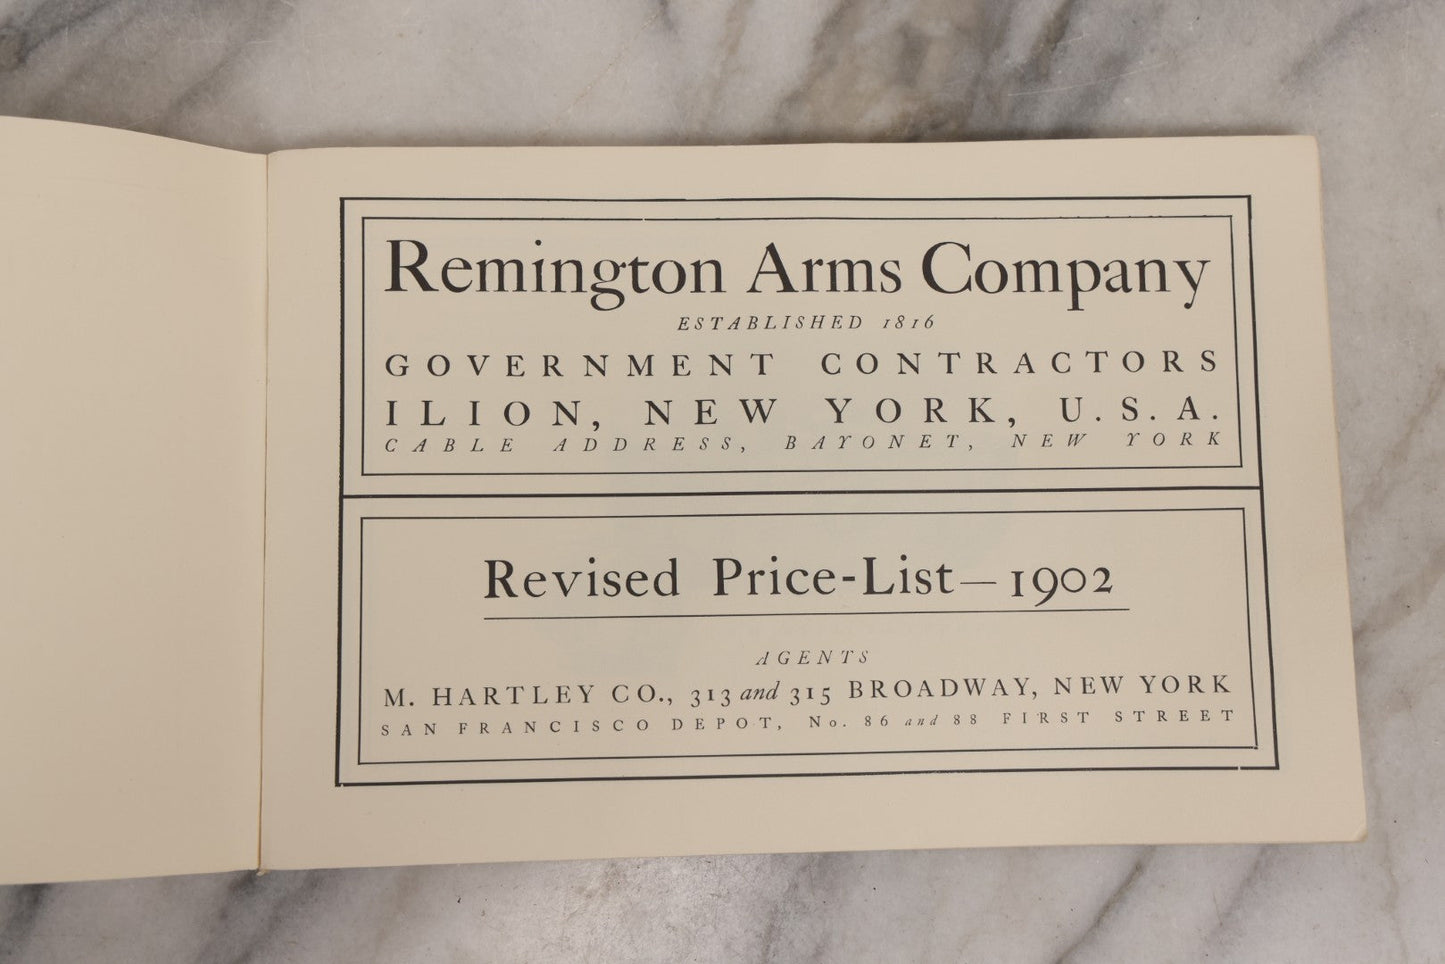 Remington Arms Company
ESTABLISHED 1816
GOVERNMENT CONTRACTORS
ILION, NEW YORK, U.S.A.
CABLE ADDRESS, BAYONET, NEW YORK
Revised Price-List—1902
AGENTS
M. HARTLEY CO., 313 and 315 BROADWAY, NEW YORK
SAN FRANCISCO DEPOT, No. 86 and 88 FIRST STREET